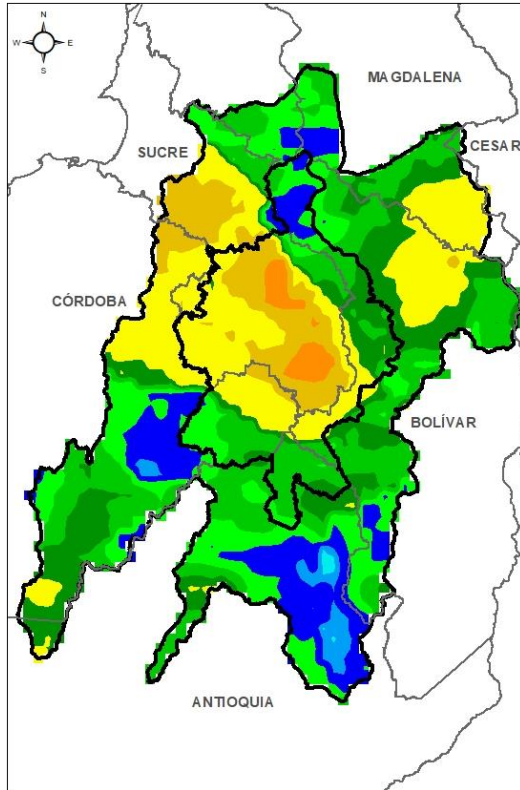 N
W E
S
MAGDALENA
SUCRE
CESAR
CÓRDOBA
BOLÍVAR
ANTIOQUIA